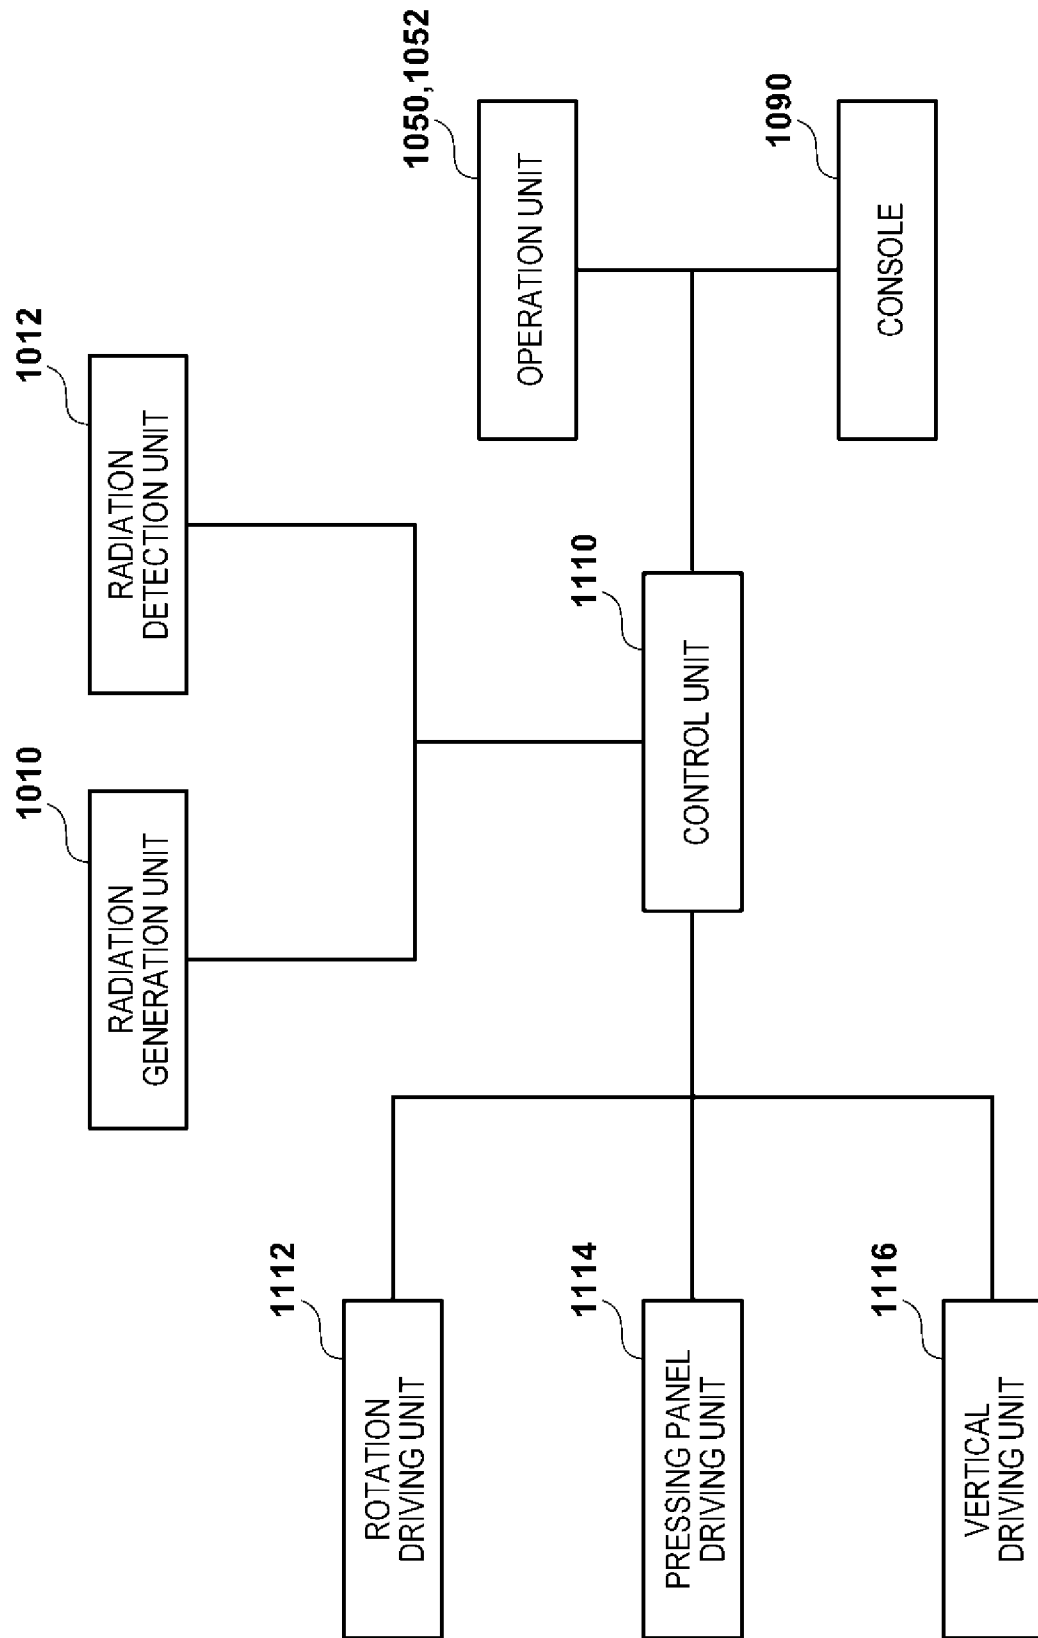 1010
RADIATION
GENERATION UNIT
1012
RADIATION
DETECTION UNIT
1112
ROTATION
DRIVING UNIT
1050,1052
OPERATION UNIT
1114
PRESSING PANEL
DRIVING UNIT
1110
CONTROL UNIT
1090
CONSOLE
1116
VERTICAL
DRIVING UNIT